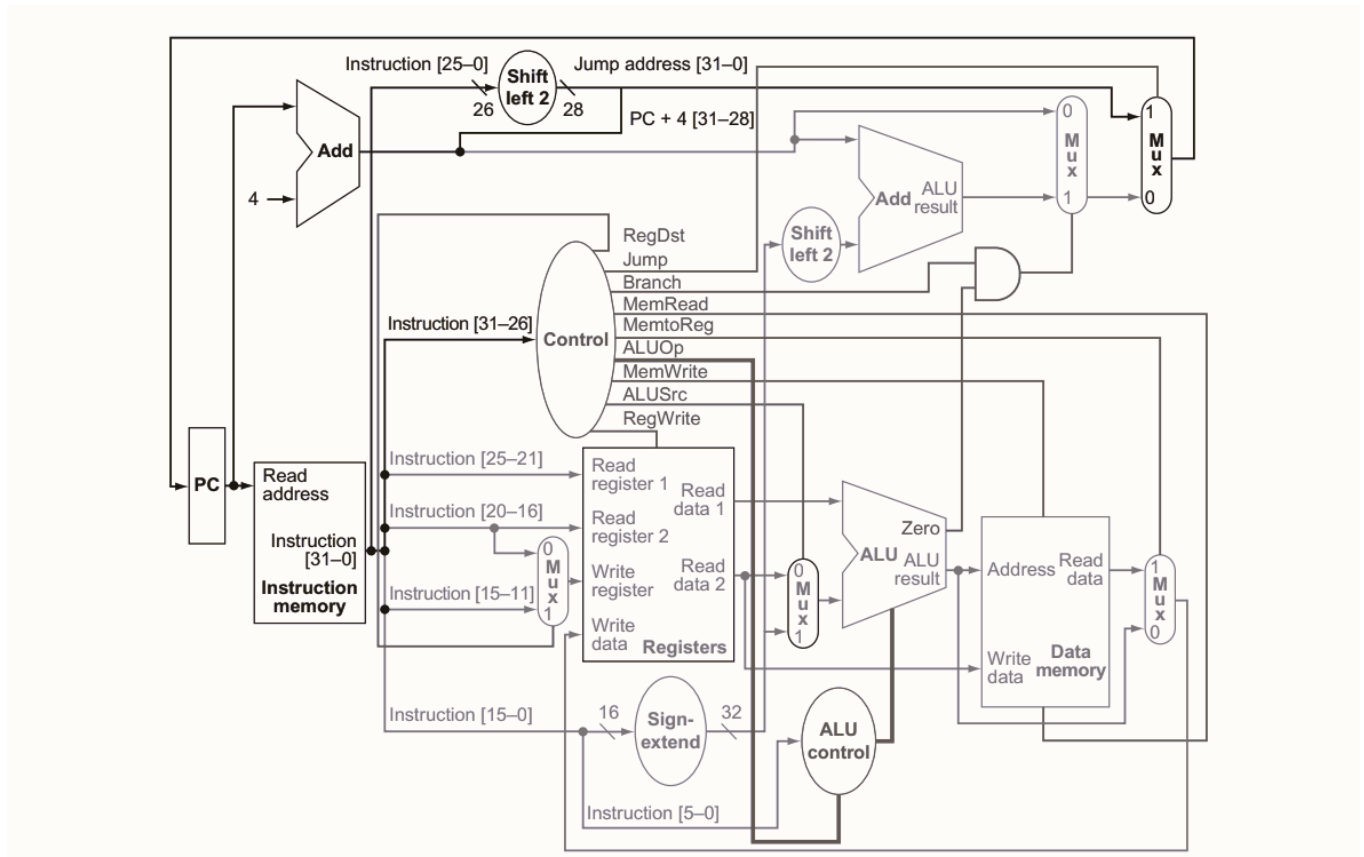 Instruction [25–0]
Shift
left 2
Jump address [31–0]
26
28
PC + 4 [31–28]
Add
4
0
M
u
x
1
1
M
u
x
0
Add
ALU
result
Shift
left 2
RegDst
Jump
Branch
MemRead
MemtoReg
ALUOp
MemWrite
ALUSrc
RegWrite
Instruction [31–26]
Control
PC
Read
address
Instruction
[31–0]
Instruction
memory
Instruction [25–21]
Instruction [20–16]
Instruction [15–11]
0
M
u
x
1
Read
register 1
Read
register 2
Write
register
Write
data
Read
data 1
Read
data 2
Registers
0
M
u
x
1
Zero
ALU
ALU
result
Address
Read
data
Write
data
Data
memory
1
M
u
x
0
Instruction [15–0]
16
Sign-
extend
32
ALU
control
Instruction [5–0]